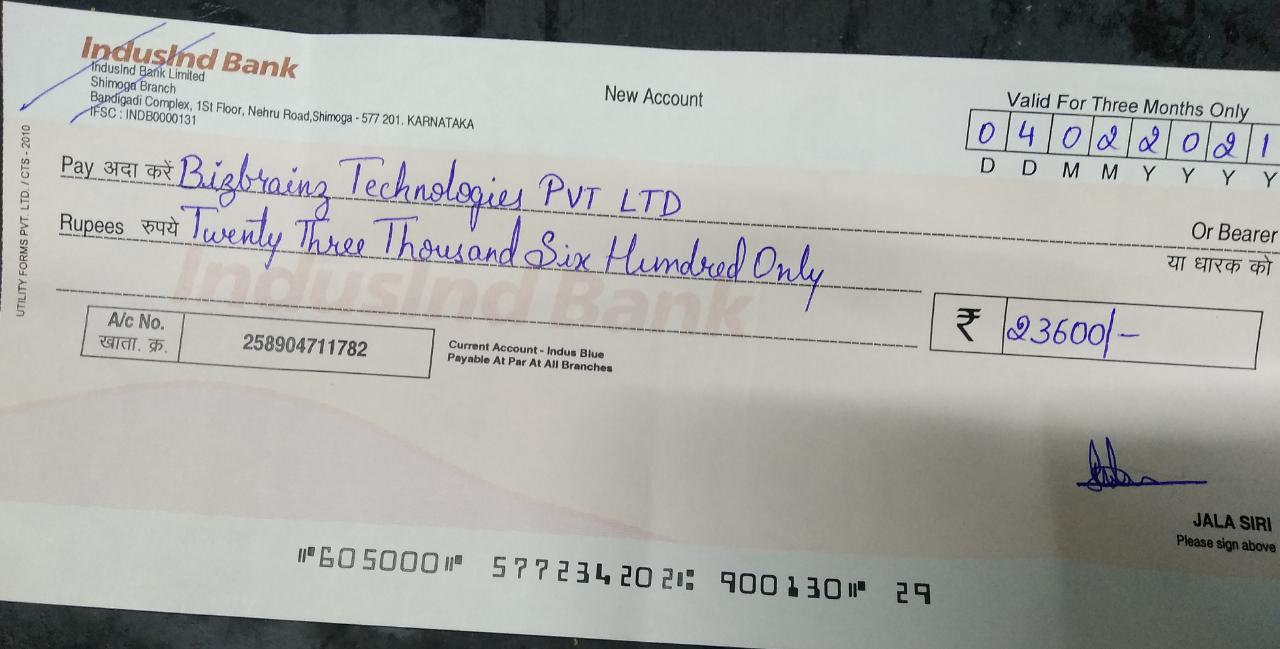 IndusInd Bank
IndusInd Bank Limited
Shimoga Branch
Bandigadi Complex, 1St Floor, Nehru Road,Shimoga - 577 201. KARNATAKA
IFSC : INDB0000131
New Account
Valid For Three Months Only
0 4 0 2 2 0 2 1
D D M M Y Y Y Y
Pay अदा करें Bizbrainz Technologies PVT LTD
Or Bearer
या धारक को
Rupees रुपये Twenty Three Thousand Six Hundred Only
IndusInd Bank
₹ 23600/-
A/c No.
खाता. क्र.
258904711782
Current Account - Indus Blue
Payable At Par At All Branches
JALA SIRI
Please sign above
⑈605000⑈ 577234202⑆ 900130⑈ 29
UTILITY FORMS PVT. LTD. / CTS - 2010